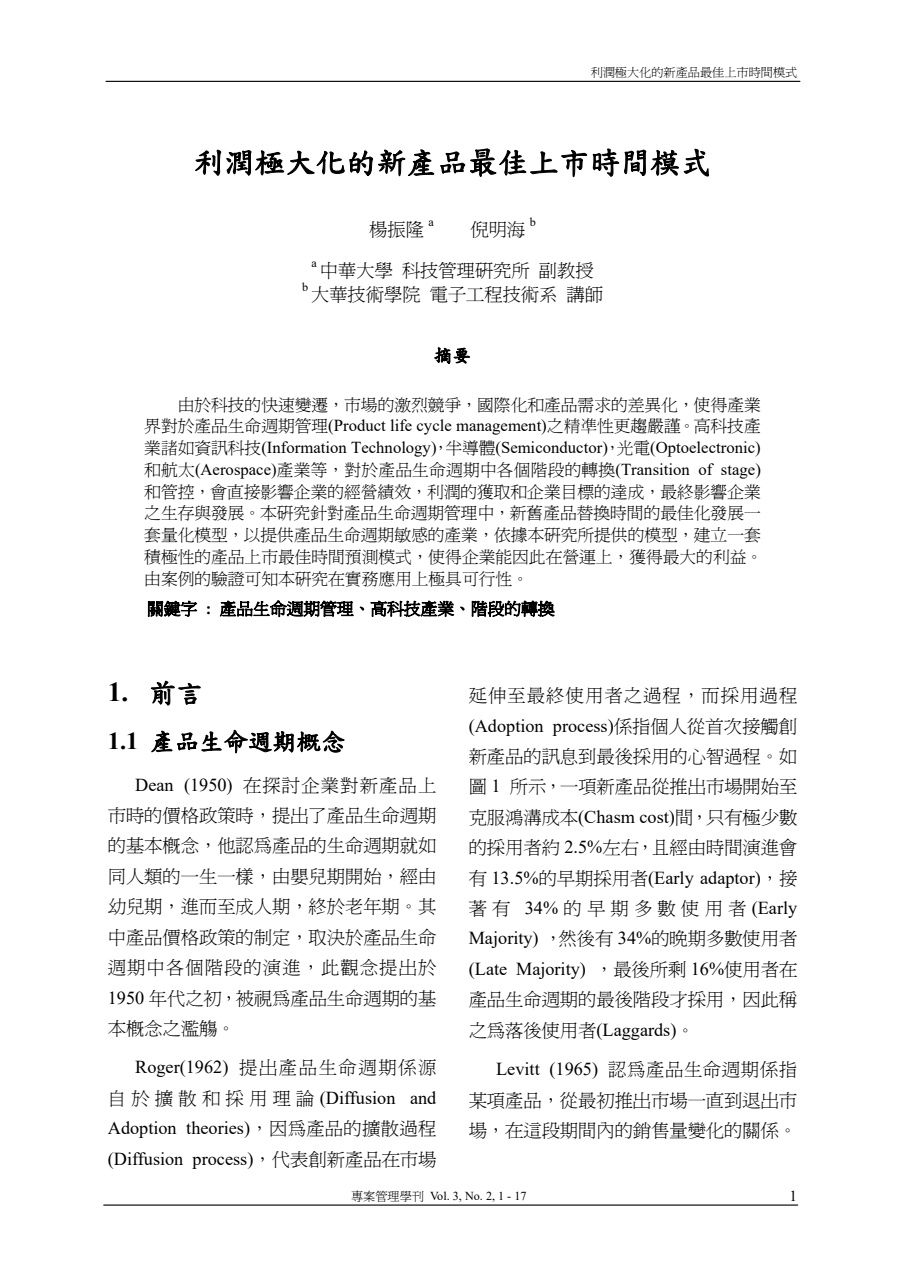 利潤極大化的新產品最佳上市時間模式
利潤極大化的新產品最佳上市時間模式
楊振隆 a 倪明海 b
a 中華大學 科技管理研究所 副教授
b 大華技術學院 電子工程技術系 講師
摘要
由於科技的快速變遷，市場的激烈競爭，國際化和產品需求的差異化，使得產業
界對於產品生命週期管理(Product life cycle management)之精準性更趨嚴謹。高科技產
業諸如資訊科技(Information Technology)，半導體(Semiconductor)，光電(Optoelectronic)
和航太(Aerospace)產業等，對於產品生命週期中各個階段的轉換(Transition of stage)
和管控，會直接影響企業的經營績效，利潤的獲取和企業目標的達成，最終影響企業
之生存與發展。本研究針對產品生命週期管理中，新舊產品替換時間的最佳化發展一
套量化模型，以提供產品生命週期敏感的產業，依據本研究所提供的模型，建立一套
積極性的產品上市最佳時間預測模式，使得企業能因此在營運上，獲得最大的利益。
由案例的驗證可知本研究在實務應用上極具可行性。
關鍵字：產品生命週期管理、高科技產業、階段的轉換
1. 前言
1.1 產品生命週期概念
Dean (1950) 在探討企業對新產品上
市時的價格政策時，提出了產品生命週期
的基本概念，他認為產品的生命週期就如
同人類的一生一樣，由嬰兒期開始，經由
幼兒期，進而至成人期，終於老年期。其
中產品價格政策的制定，取決於產品生命
週期中各個階段的演進，此觀念提出於
1950 年代之初，被視為產品生命週期的基
本概念之濫觴。
Roger(1962) 提出產品生命週期係源
自於擴散和採用理論(Diffusion and
Adoption theories)，因為產品的擴散過程
(Diffusion process)，代表創新產品在市場
延伸至最終使用者之過程，而採用過程
(Adoption process)係指個人從首次接觸創
新產品的訊息到最後採用的心智過程。如
圖 1 所示，一項新產品從推出市場開始至
克服鴻溝成本(Chasm cost)間，只有極少數
的採用者約 2.5%左右，且經由時間演進會
有 13.5%的早期採用者(Early adaptor)，接
著有 34%的早期多數使用者(Early
Majority)，然後有 34%的晚期多數使用者
(Late Majority) ，最後所剩 16%使用者在
產品生命週期的最後階段才採用，因此稱
之為落後使用者(Laggards)。
Levitt (1965) 認為產品生命週期係指
某項產品，從最初推出市場一直到退出市
場，在這段期間內的銷售量變化的關係。
專案管理學刊 Vol. 3, No. 2, 1 - 17
1